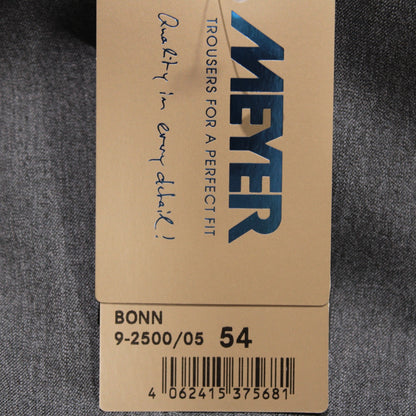 MEYER
TROUSERS FOR A PERFECT FIT
Quality in every detail!
BONN
9-2500/05 54
4 062415 375681